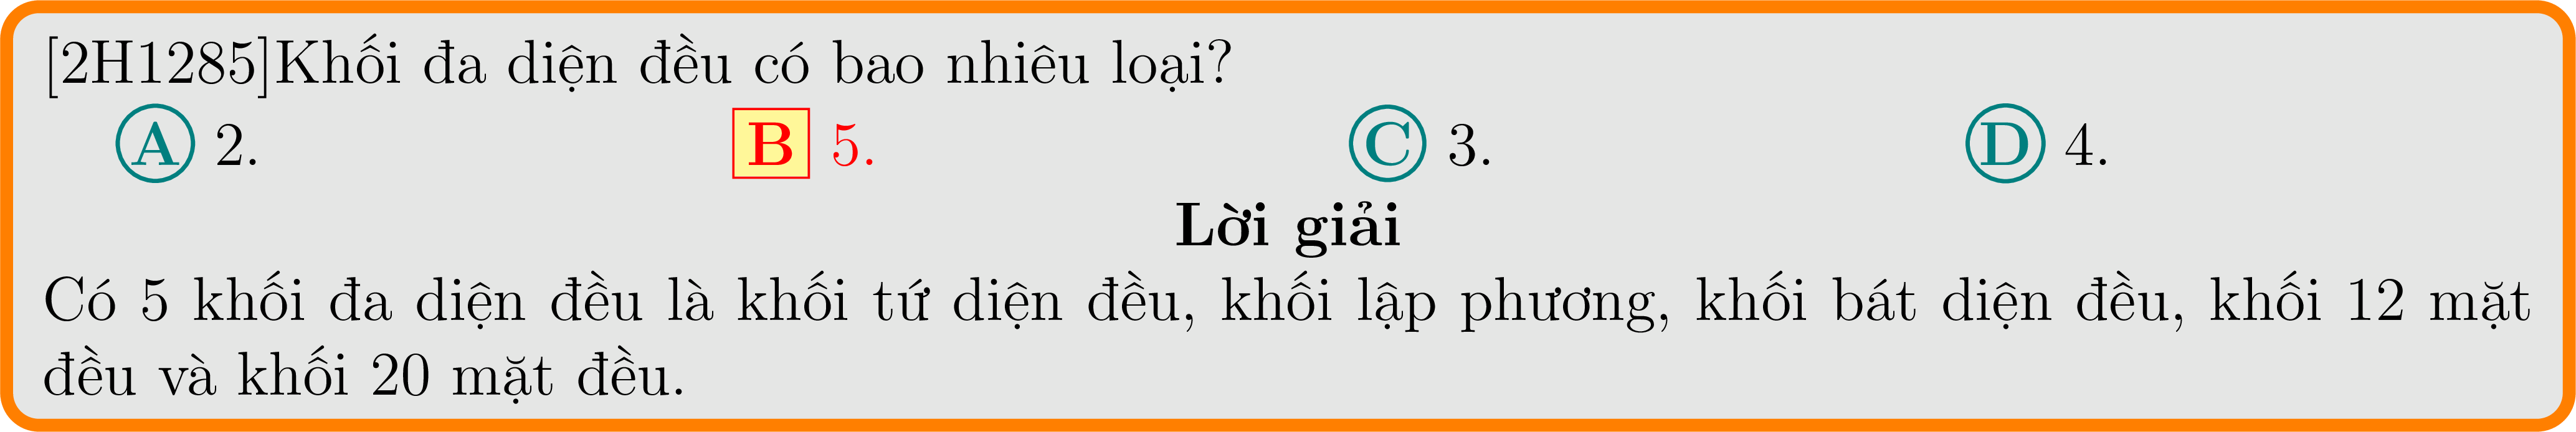 [2H1285]Khối đa diện đều có bao nhiêu loại?
A 2. B 5. C 3. D 4.
Lời giải
Có 5 khối đa diện đều là khối tứ diện đều, khối lập phương, khối bát diện đều, khối 12 mặt
đều và khối 20 mặt đều.